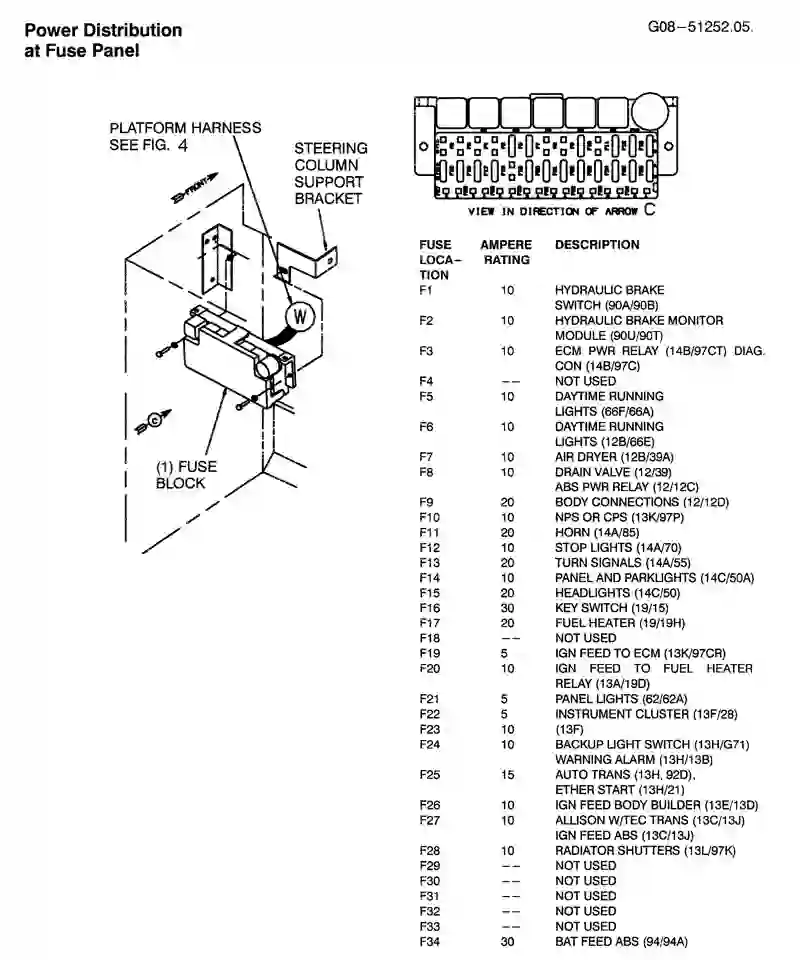 Power Distribution
at Fuse Panel
G08-51252.05.
PLATFORM HARNESS
SEE FIG. 4
STEERING
COLUMN
SUPPORT
BRACKET
FRONT
W
C
(1) FUSE
BLOCK
VIEW IN DIRECTION OF ARROW C
FUSE LOCA- TION AMPERE RATING DESCRIPTION
F1 10 HYDRAULIC BRAKE
SWITCH (90A/90B)
F2 10 HYDRAULIC BRAKE MONITOR
MODULE (90U/90T)
F3 10 ECM PWR RELAY (14B/97CT) DIAG.
CON (14B/97C)
F4 -- NOT USED
F5 10 DAYTIME RUNNING
LIGHTS (66F/66A)
F6 10 DAYTIME RUNNING
LIGHTS (12B/66E)
F7 10 AIR DRYER (12B/39A)
F8 10 DRAIN VALVE (12/39)
ABS PWR RELAY (12/12C)
F9 20 BODY CONNECTIONS (12/12D)
F10 10 NPS OR CPS (13K/97P)
F11 20 HORN (14A/85)
F12 10 STOP LIGHTS (14A/70)
F13 20 TURN SIGNALS (14A/55)
F14 10 PANEL AND PARKLIGHTS (14C/50A)
F15 20 HEADLIGHTS (14C/50)
F16 30 KEY SWITCH (19/15)
F17 20 FUEL HEATER (19/19H)
F18 -- NOT USED
F19 5 IGN FEED TO ECM (13K/97CR)
F20 10 IGN FEED TO FUEL HEATER
RELAY (13A/19D)
F21 5 PANEL LIGHTS (62/62A)
F22 5 INSTRUMENT CLUSTER (13F/28)
F23 10 (13F)
F24 10 BACKUP LIGHT SWITCH (13H/G71)
WARNING ALARM (13H/13B)
F25 15 AUTO TRANS (13H, 92D),
ETHER START (13H/21)
F26 10 IGN FEED BODY BUILDER (13E/13D)
F27 10 ALLISON W/TEC TRANS (13C/13J)
IGN FEED ABS (13C/13J)
F28 10 RADIATOR SHUTTERS (13L/97K)
F29 -- NOT USED
F30 -- NOT USED
F31 -- NOT USED
F32 -- NOT USED
F33 -- NOT USED
F34 30 BAT FEED ABS (94/94A)